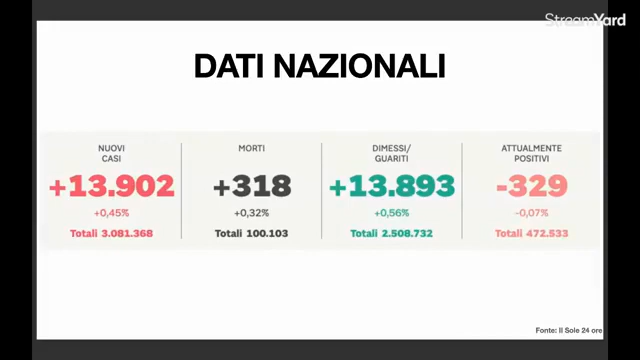 StreamYard
DATI NAZIONALI
NUOVI
CASI
+13.902
+0,45%
Totali 3.081.368
MORTI
+318
+0,32%
Totali 100.103
DIMESSI/
GUARITI
+13.893
+0,56%
Totali 2.508.732
ATTUALMENTE
POSITIVI
-329
-0,07%
Totali 472.533
Fonte: Il Sole 24 ore